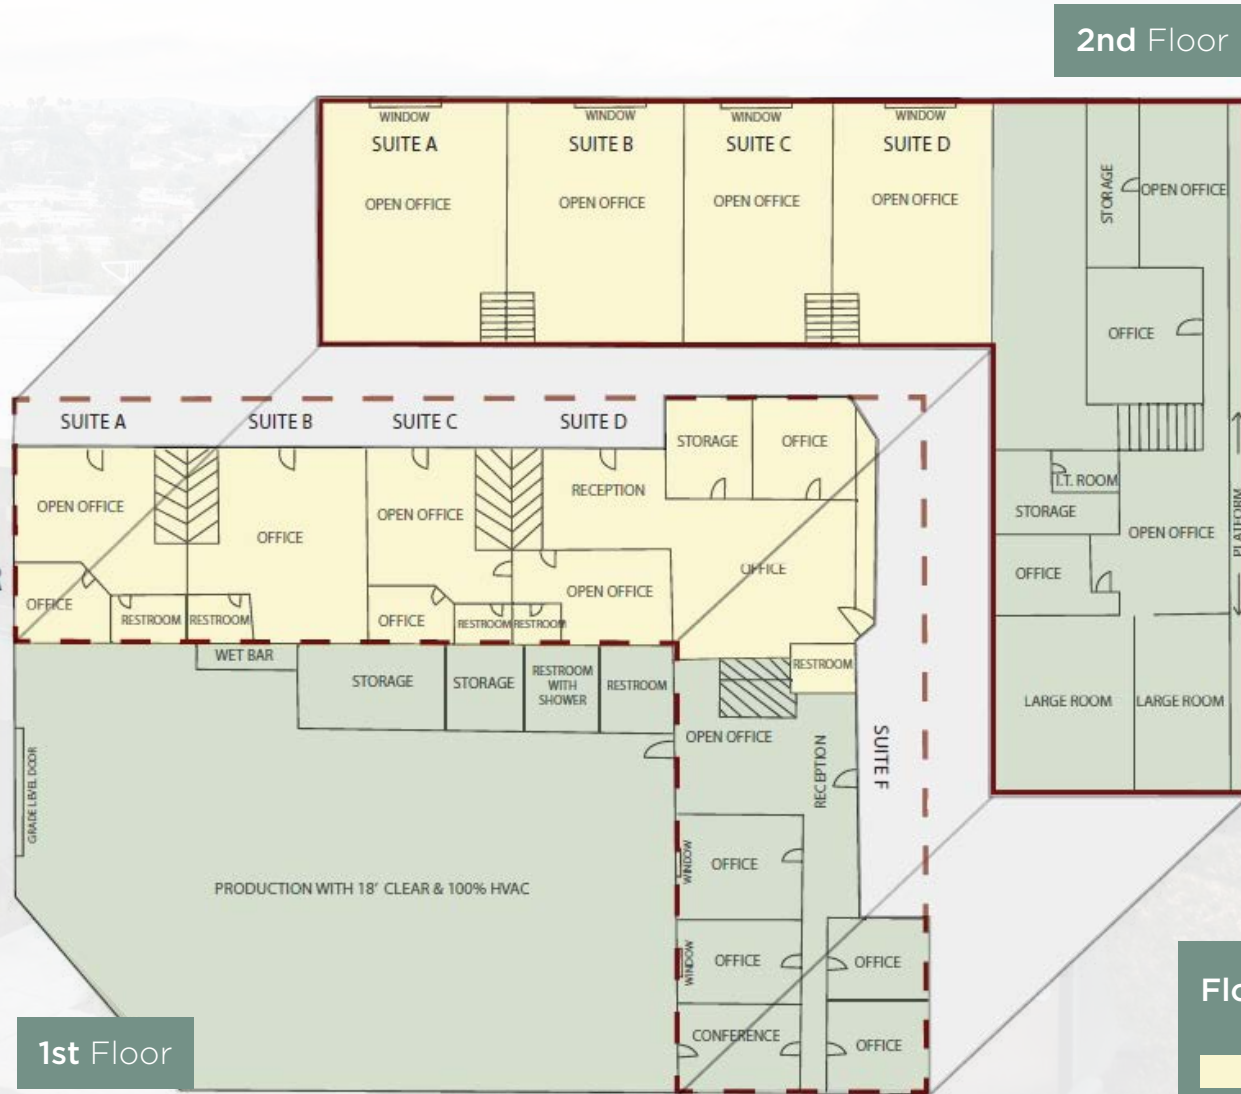 2nd Floor
WINDOW
WINDOW
WINDOW
WINDOW
SUITE A
SUITE B
SUITE C
SUITE D
OPEN OFFICE
OPEN OFFICE
OPEN OFFICE
OPEN OFFICE
STORAGE
OPEN OFFICE
OFFICE
I.T. ROOM
STORAGE
OPEN OFFICE
PLATFORM
OFFICE
LARGE ROOM
LARGE ROOM
SUITE A
SUITE B
SUITE C
SUITE D
STORAGE
OFFICE
OPEN OFFICE
OFFICE
OPEN OFFICE
RECEPTION
OFFICE
OPEN OFFICE
OFFICE
RESTROOM
RESTROOM
OFFICE
RESTROOM
RESTROOM
WET BAR
STORAGE
STORAGE
RESTROOM
WITH
SHOWER
RESTROOM
RESTROOM
OPEN OFFICE
RECEPTION
SUITE F
GRADE LEVEL DOOR
PRODUCTION WITH 18' CLEAR & 100% HVAC
WINDOW
OFFICE
WINDOW
OFFICE
OFFICE
CONFERENCE
OFFICE
1st Floor